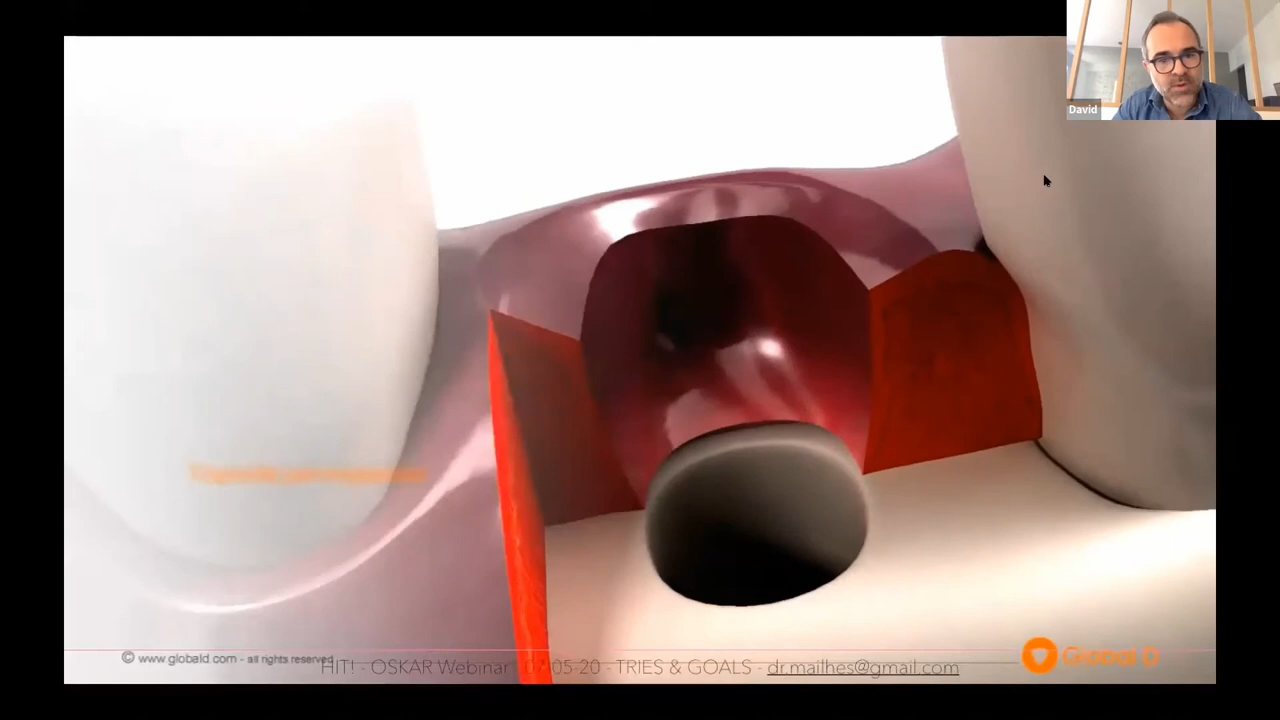 David
© www.globald.com - all rights reserved
HIT! - OSKAR Webinar 05-20 - TRIES & GOALS - dr.mailhes@gmail.com
Global D